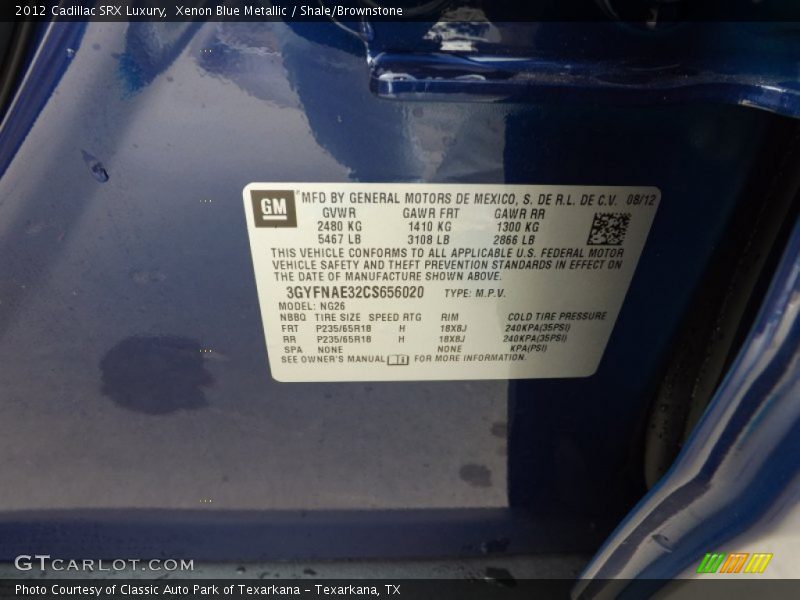 2012 Cadillac SRX Luxury,  Xenon Blue Metallic / Shale/Brownstone
GM
MFD BY GENERAL MOTORS DE MEXICO, S. DE R.L. DE C.V. 08/12
GVWR GAWR FRT GAWR RR
2480 KG 1410 KG 1300 KG
5467 LB 3108 LB 2866 LB
THIS VEHICLE CONFORMS TO ALL APPLICABLE U.S. FEDERAL MOTOR
VEHICLE SAFETY AND THEFT PREVENTION STANDARDS IN EFFECT ON
THE DATE OF MANUFACTURE SHOWN ABOVE.
3GYFNAE32CS656020 TYPE: M.P.V.
MODEL: NG26
NBBQ TIRE SIZE SPEED RTG RIM COLD TIRE PRESSURE
FRT P235/65R18 H 18X8J 240KPA(35PSI)
RR P235/65R18 H 18X8J 240KPA(35PSI)
SPA NONE NONE KPA(PSI)
SEE OWNER'S MANUAL i FOR MORE INFORMATION.
GTCARLOT.COM
Photo Courtesy of Classic Auto Park of Texarkana - Texarkana, TX